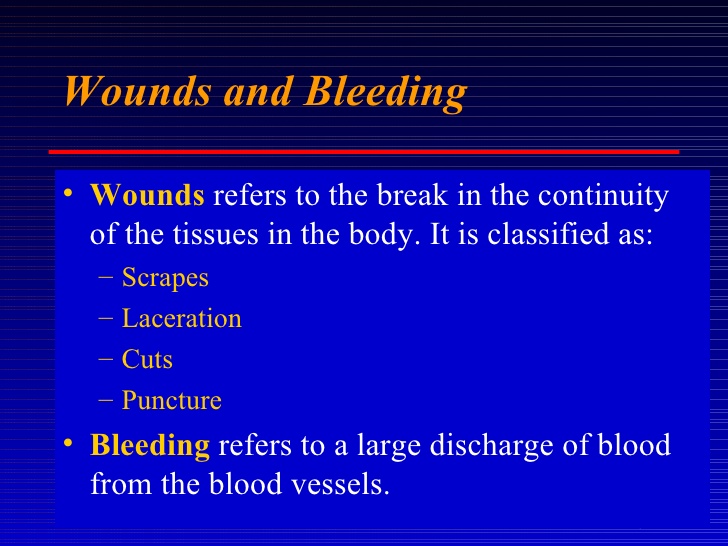 Wounds and Bleeding
• Wounds refers to the break in the continuity
of the tissues in the body. It is classified as:
– Scrapes
– Laceration
– Cuts
– Puncture
• Bleeding refers to a large discharge of blood
from the blood vessels.